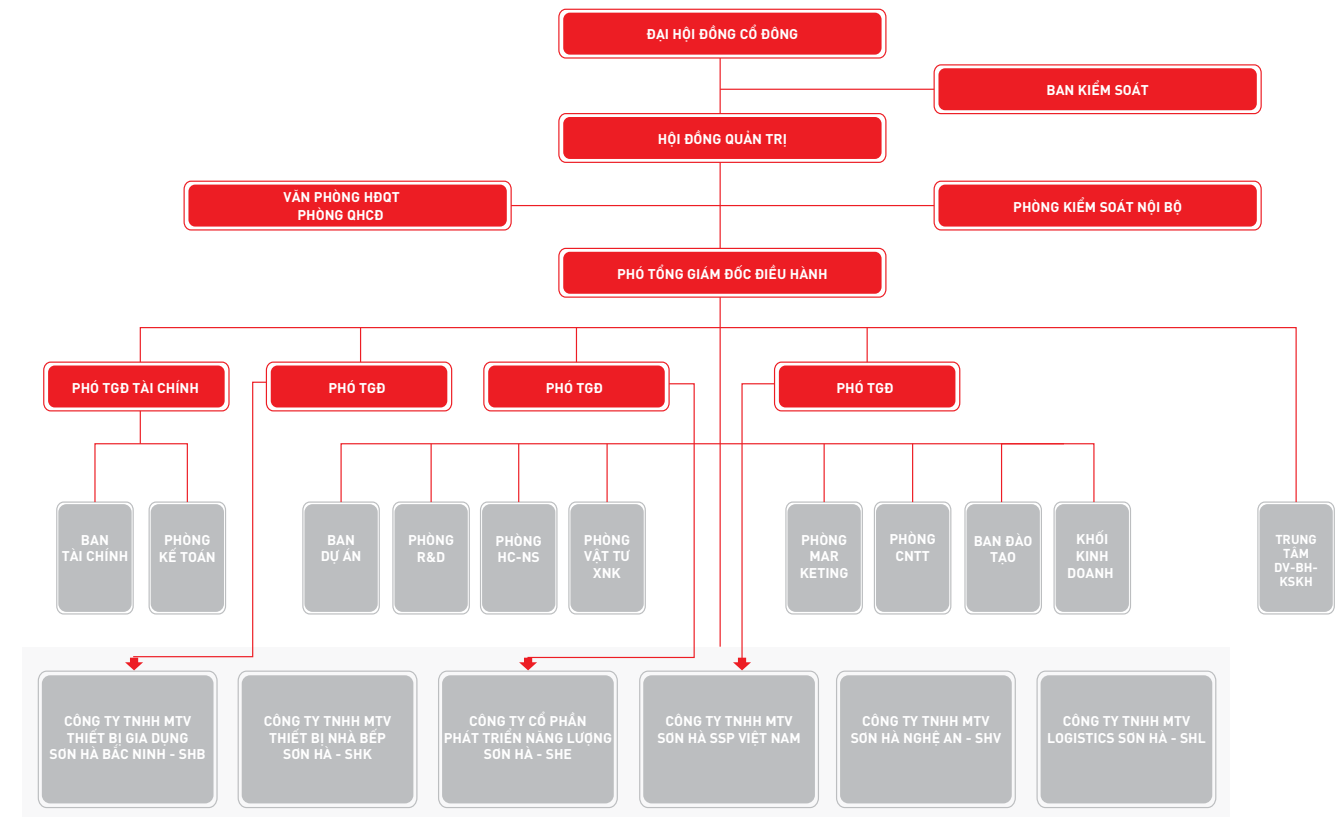 ĐẠI HỘI ĐỒNG CỔ ĐÔNG
BAN KIỂM SOÁT
HỘI ĐỒNG QUẢN TRỊ
VĂN PHÒNG HĐQT
PHÒNG QHCĐ
PHÒNG KIỂM SOÁT NỘI BỘ
PHÓ TỔNG GIÁM ĐỐC ĐIỀU HÀNH
PHÓ TGĐ TÀI CHÍNH
PHÓ TGĐ
PHÓ TGĐ
PHÓ TGĐ
BAN
TÀI CHÍNH
PHÒNG
KẾ TOÁN
BAN
DỰ ÁN
PHÒNG
R&D
PHÒNG
HC-NS
PHÒNG
VẬT TƯ
XNK
PHÒNG
MAR
KETING
PHÒNG
CNTT
BAN ĐÀO
TẠO
KHỐI
KINH
DOANH
TRUNG
TÂM
DV-BH-
KSKH
CÔNG TY TNHH MTV
THIẾT BỊ GIA DỤNG
SƠN HÀ BẮC NINH - SHB
CÔNG TY TNHH MTV
THIẾT BỊ NHÀ BẾP
SƠN HÀ - SHK
CÔNG TY CỔ PHẦN
PHÁT TRIỂN NĂNG LƯỢNG
SƠN HÀ - SHE
CÔNG TY TNHH MTV
SƠN HÀ SSP VIỆT NAM
CÔNG TY TNHH MTV
SƠN HÀ NGHỆ AN - SHV
CÔNG TY TNHH MTV
LOGISTICS SƠN HÀ - SHL